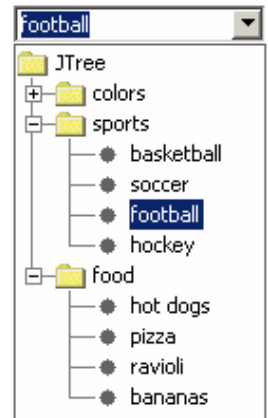 football
JTree
colors
sports
basketball
soccer
football
hockey
food
hot dogs
pizza
ravioli
bananas